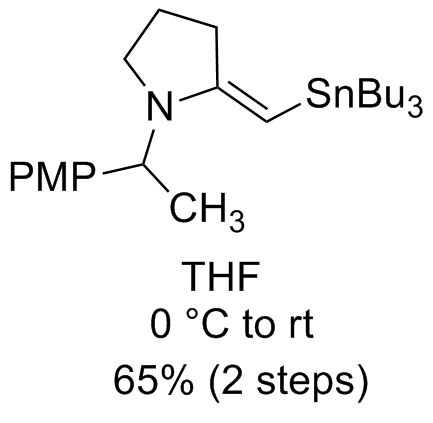 SnBu3
N
PMP
CH3
THF
0 °C to rt
65% (2 steps)